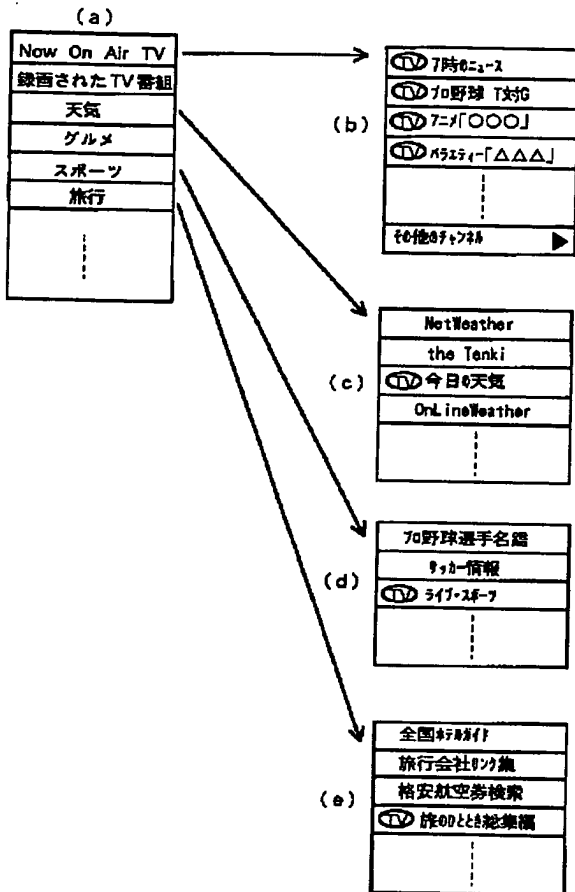 (a)
Now On Air TV
録画されたTV番組
天気
グルメ
スポーツ
旅行
(b)
TV 7時のニュース
TV プロ野球 T対G
TV アニメ「○○○」
TV バラエティー「△△△」
その他のチャンネル ▶
(c)
NetWeather
the Tenki
TV 今日の天気
OnLineWeather
(d)
プロ野球選手名鑑
サッカー情報
TV ライブ・スポーツ
(e)
全国ホテルガイド
旅行会社リンク集
格安航空券検索
TV 旅のひととき総集編